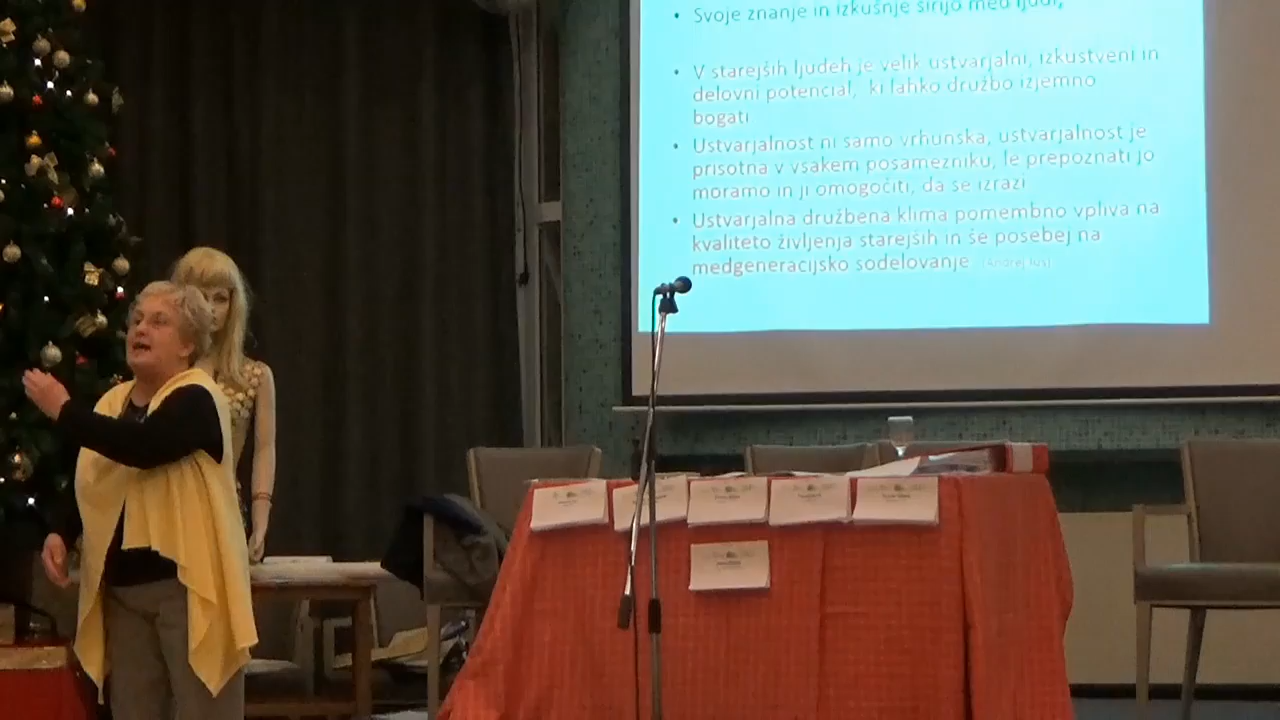 • Svoje znanje in izkušnje širijo med ljudi,
• V starejših ljudeh je velik ustvarjalni, izkustveni in
delovni potencial, ki lahko družbo izjemno
bogati
• Ustvarjalnost ni samo vrhunska, ustvarjalnost je
prisotna v vsakem posamezniku, le prepoznati jo
moramo in ji omogočiti, da se izrazi
• Ustvarjalna družbena klima pomembno vpliva na
kvaliteto življenja starejših in še posebej na
medgeneracijsko sodelovanje (Andrej